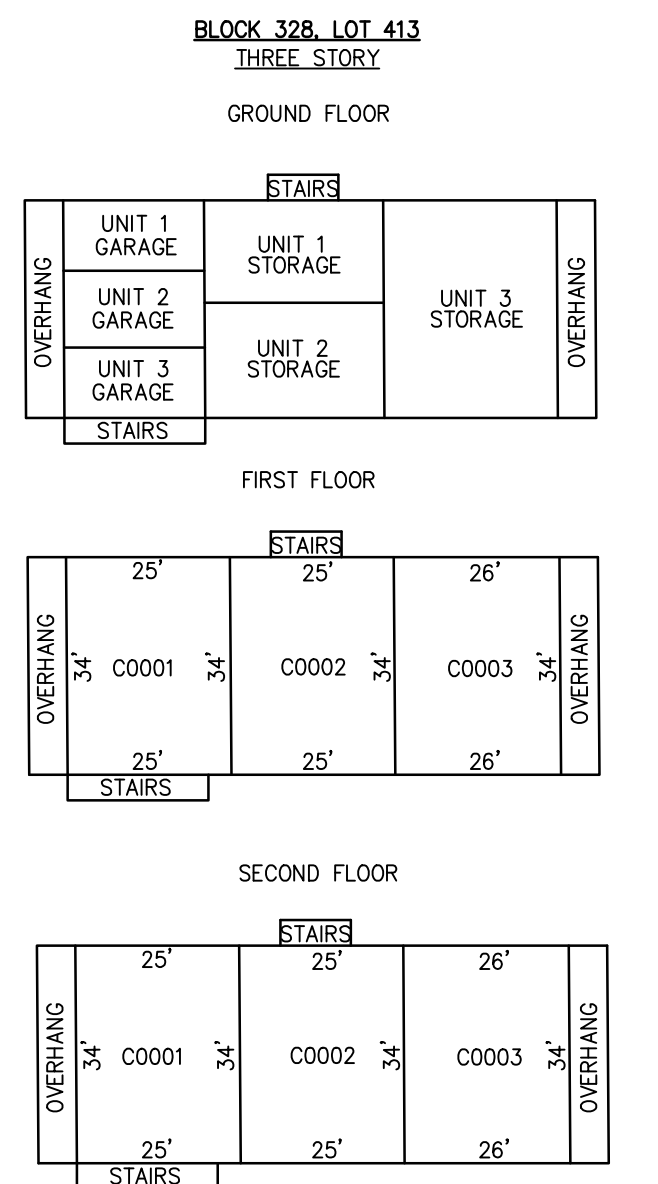 BLOCK 328, LOT 413
THREE STORY
GROUND FLOOR
STAIRS
OVERHANG
UNIT 1
GARAGE
UNIT 2
GARAGE
UNIT 3
GARAGE
UNIT 1
STORAGE
UNIT 2
STORAGE
UNIT 3
STORAGE
OVERHANG
STAIRS
FIRST FLOOR
STAIRS
25' 25' 26'
OVERHANG 34' C0001 34' C0002 34' C0003 34' OVERHANG
25' 25' 26'
STAIRS
SECOND FLOOR
STAIRS
25' 25' 26'
OVERHANG 34' C0001 34' C0002 34' C0003 34' OVERHANG
25' 25' 26'
STAIRS